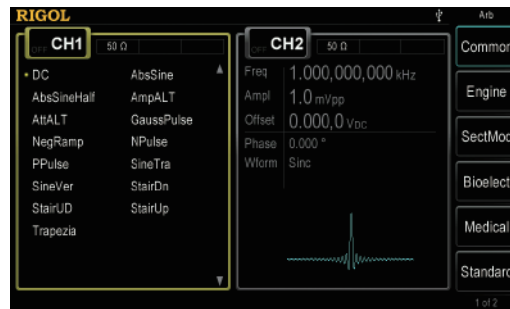 RIGOL
Arb
OFF CH1 50 Ω
OFF CH2 50 Ω
DC AbsSine
AbsSineHalf AmpALT
AttALT GaussPulse
NegRamp NPulse
PPulse SineTra
SineVer StairDn
StairUD StairUp
Trapezia
Freq 1.000,000,000 kHz
Ampl 1.0 mVpp
Offset 0.000,0 VDC
Phase 0.000 °
Wform Sinc
Common
Engine
SectMod
Bioelect
Medical
Standard
1 of 2